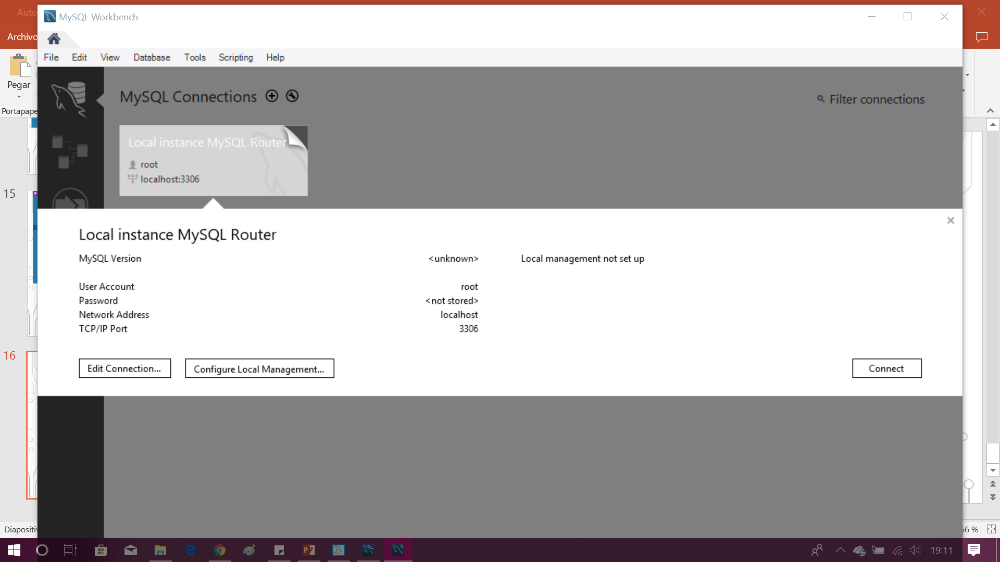 Auto
MySQL Workbench
Archivo
File Edit View Database Tools Scripting Help
Pegar
MySQL Connections
Filter connections
Portapape
Local instance MySQL Router
root
localhost:3306
15
Local instance MySQL Router
MySQL Version <unknown> Local management not set up
User Account root
Password <not stored>
Network Address localhost
TCP/IP Port 3306
16
Edit Connection... Configure Local Management... Connect
Diapositiv
66 %
19:11